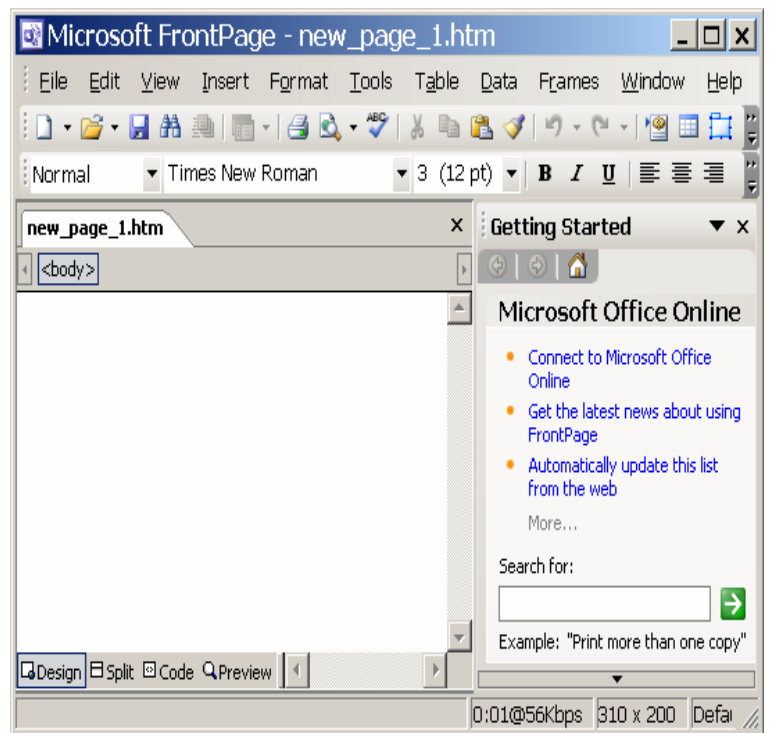 Microsoft FrontPage - new_page_1.htm
File Edit View Insert Format Tools Table Data Frames Window Help
ABC
Normal Times New Roman 3 (12 pt) B I U
new_page_1.htm x Getting Started x
<body>
Microsoft Office Online
Connect to Microsoft Office
Online
Get the latest news about using
FrontPage
Automatically update this list
from the web
More...
Search for:
Example: "Print more than one copy"
Design Split Code Preview
0:01@56Kbps 310 x 200 Defau